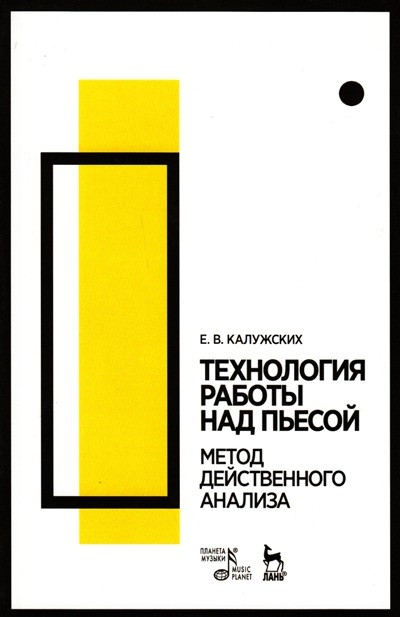 Е. В. КАЛУЖСКИХ
ТЕХНОЛОГИЯ
РАБОТЫ
НАД ПЬЕСОЙ
МЕТОД
ДЕЙСТВЕННОГО
АНАЛИЗА
ПЛАНЕТА
МУЗЫКИ
®
MUSIC
PLANET
ЛАНЬ®